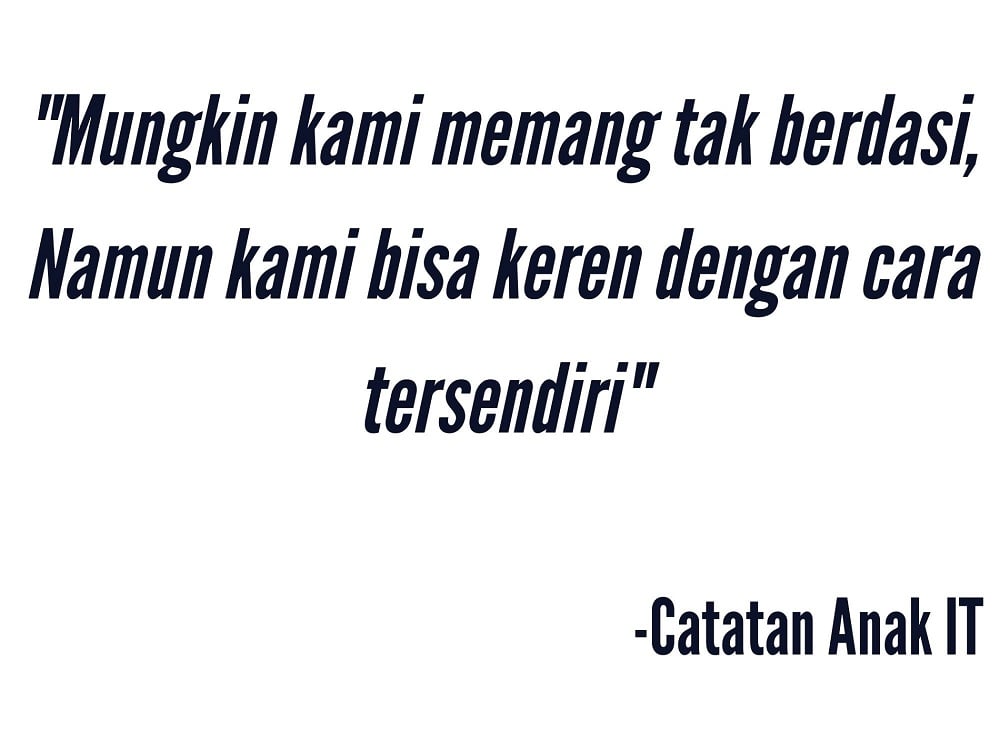 "Mungkin kami memang tak berdasi,
Namun kami bisa keren dengan cara
tersendiri"
-Catatan Anak IT